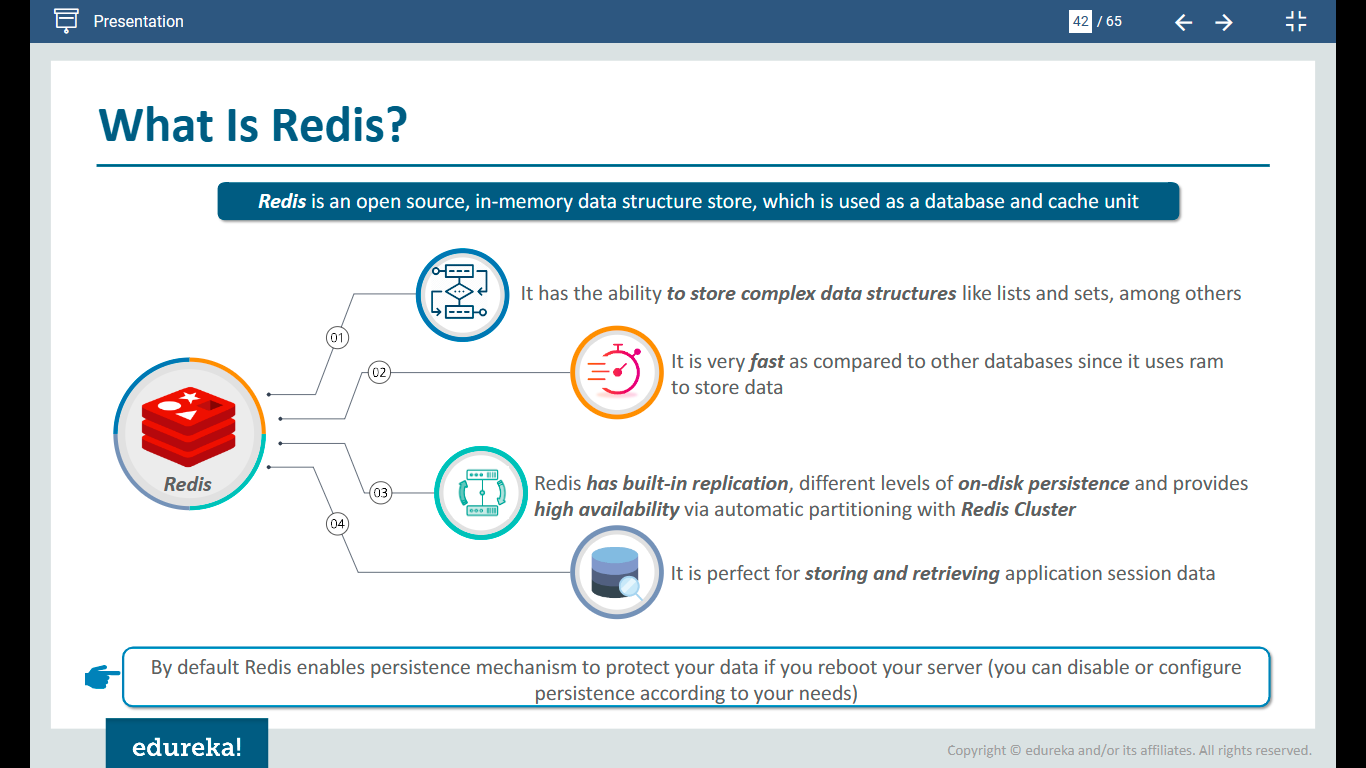 Presentation
42 / 65
What Is Redis?
Redis is an open source, in-memory data structure store, which is used as a database and cache unit
01
It has the ability to store complex data structures like lists and sets, among others
02
It is very fast as compared to other databases since it uses ram
to store data
Redis
03
Redis has built-in replication, different levels of on-disk persistence and provides
high availability via automatic partitioning with Redis Cluster
04
It is perfect for storing and retrieving application session data
By default Redis enables persistence mechanism to protect your data if you reboot your server (you can disable or configure
persistence according to your needs)
edureka!
Copyright © edureka and/or its affiliates. All rights reserved.